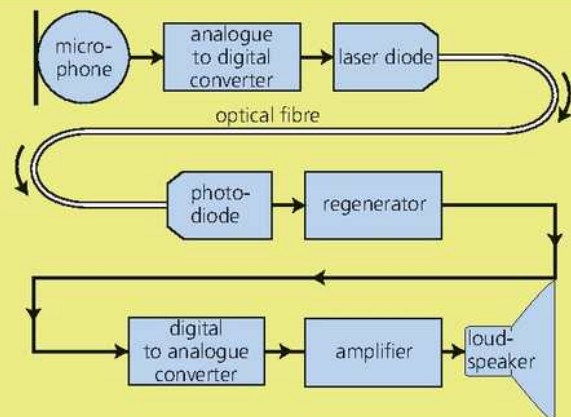 micro-
phone
analogue
to digital
converter
laser diode
optical fibre
photo-
diode
regenerator
digital
to analogue
converter
amplifier
loud-
speaker